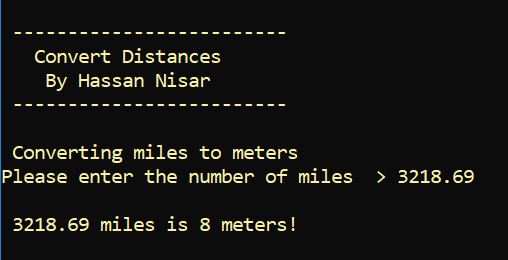 --------------------------
Convert Distances
By Hassan Nisar
--------------------------
Converting miles to meters
Please enter the number of miles  > 3218.69
3218.69 miles is 8 meters!